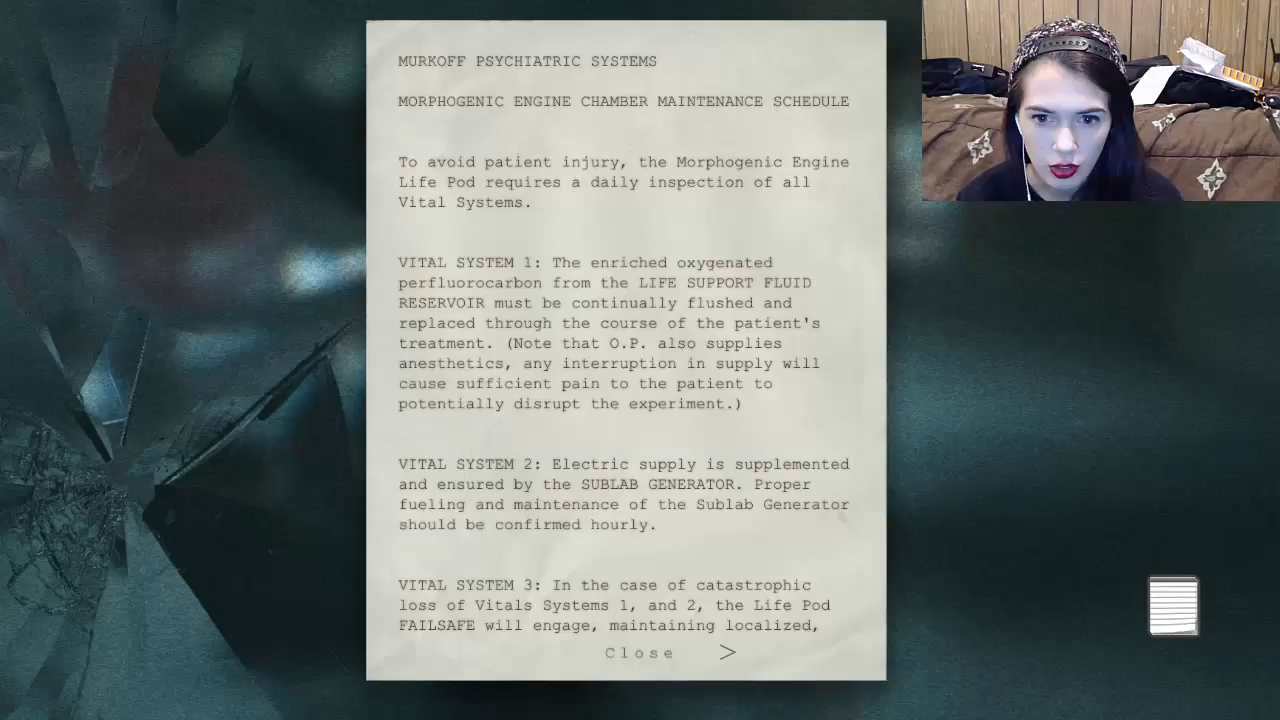 MURKOFF PSYCHIATRIC SYSTEMS
MORPHOGENIC ENGINE CHAMBER MAINTENANCE SCHEDULE
To avoid patient injury, the Morphogenic Engine
Life Pod requires a daily inspection of all
Vital Systems.
VITAL SYSTEM 1: The enriched oxygenated
perfluorocarbon from the LIFE SUPPORT FLUID
RESERVOIR must be continually flushed and
replaced through the course of the patient's
treatment. (Note that O.P. also supplies
anesthetics, any interruption in supply will
cause sufficient pain to the patient to
potentially disrupt the experiment.)
VITAL SYSTEM 2: Electric supply is supplemented
and ensured by the SUBLAB GENERATOR. Proper
fueling and maintenance of the Sublab Generator
should be confirmed hourly.
VITAL SYSTEM 3: In the case of catastrophic
loss of Vitals Systems 1, and 2, the Life Pod
FAILSAFE will engage, maintaining localized,
Close >